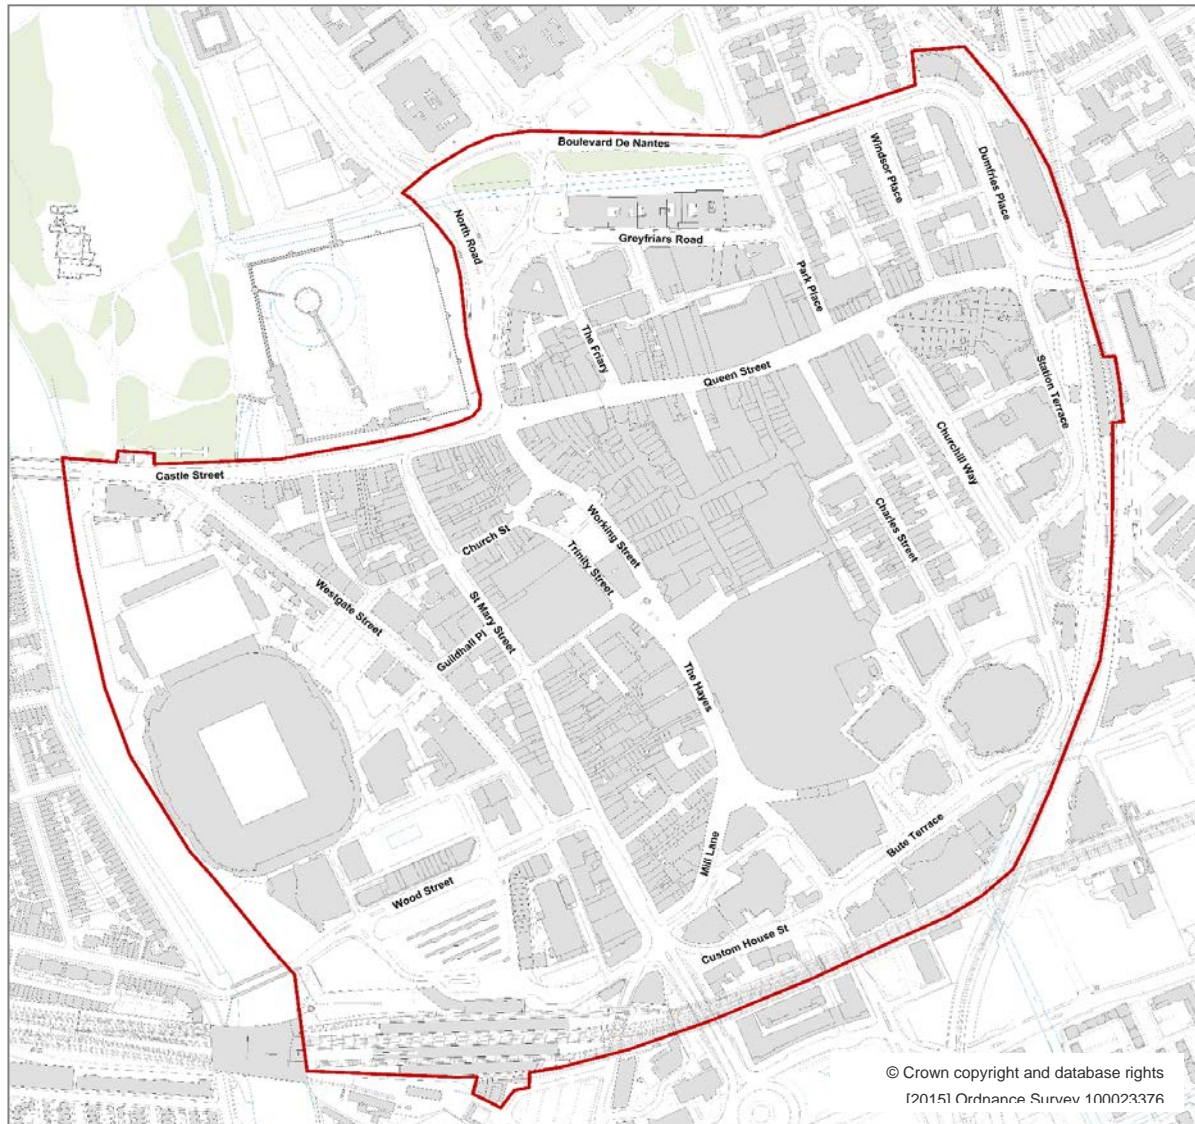 Boulevard De Nantes
Windsor Place
Dumfries Place
North Road
Greyfriars Road
Park Place
The Friary
Queen Street
Station Terrace
Churchill Way
Castle Street
Charles Street
Working Street
Church St
Trinity Street
Westgate Street
St Mary Street
Guildhall Pl
The Hayes
Mill Lane
Bute Terrace
Wood Street
Custom House St
© Crown copyright and database rights
[2015] Ordnance Survey 100023376